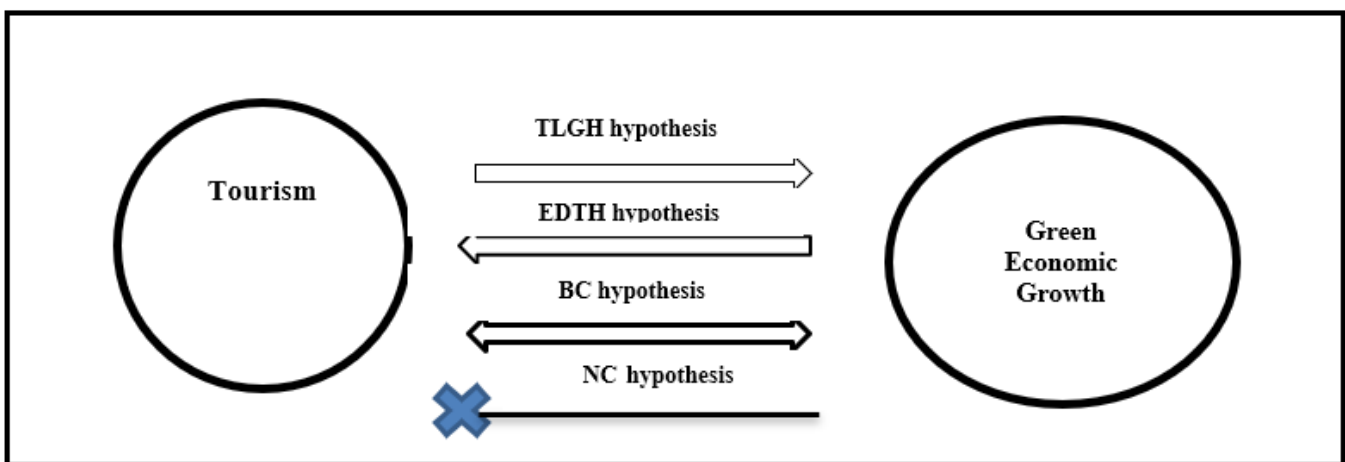 TLGH hypothesis
Tourism
EDTH hypothesis
Green
Economic
Growth
BC hypothesis
NC hypothesis